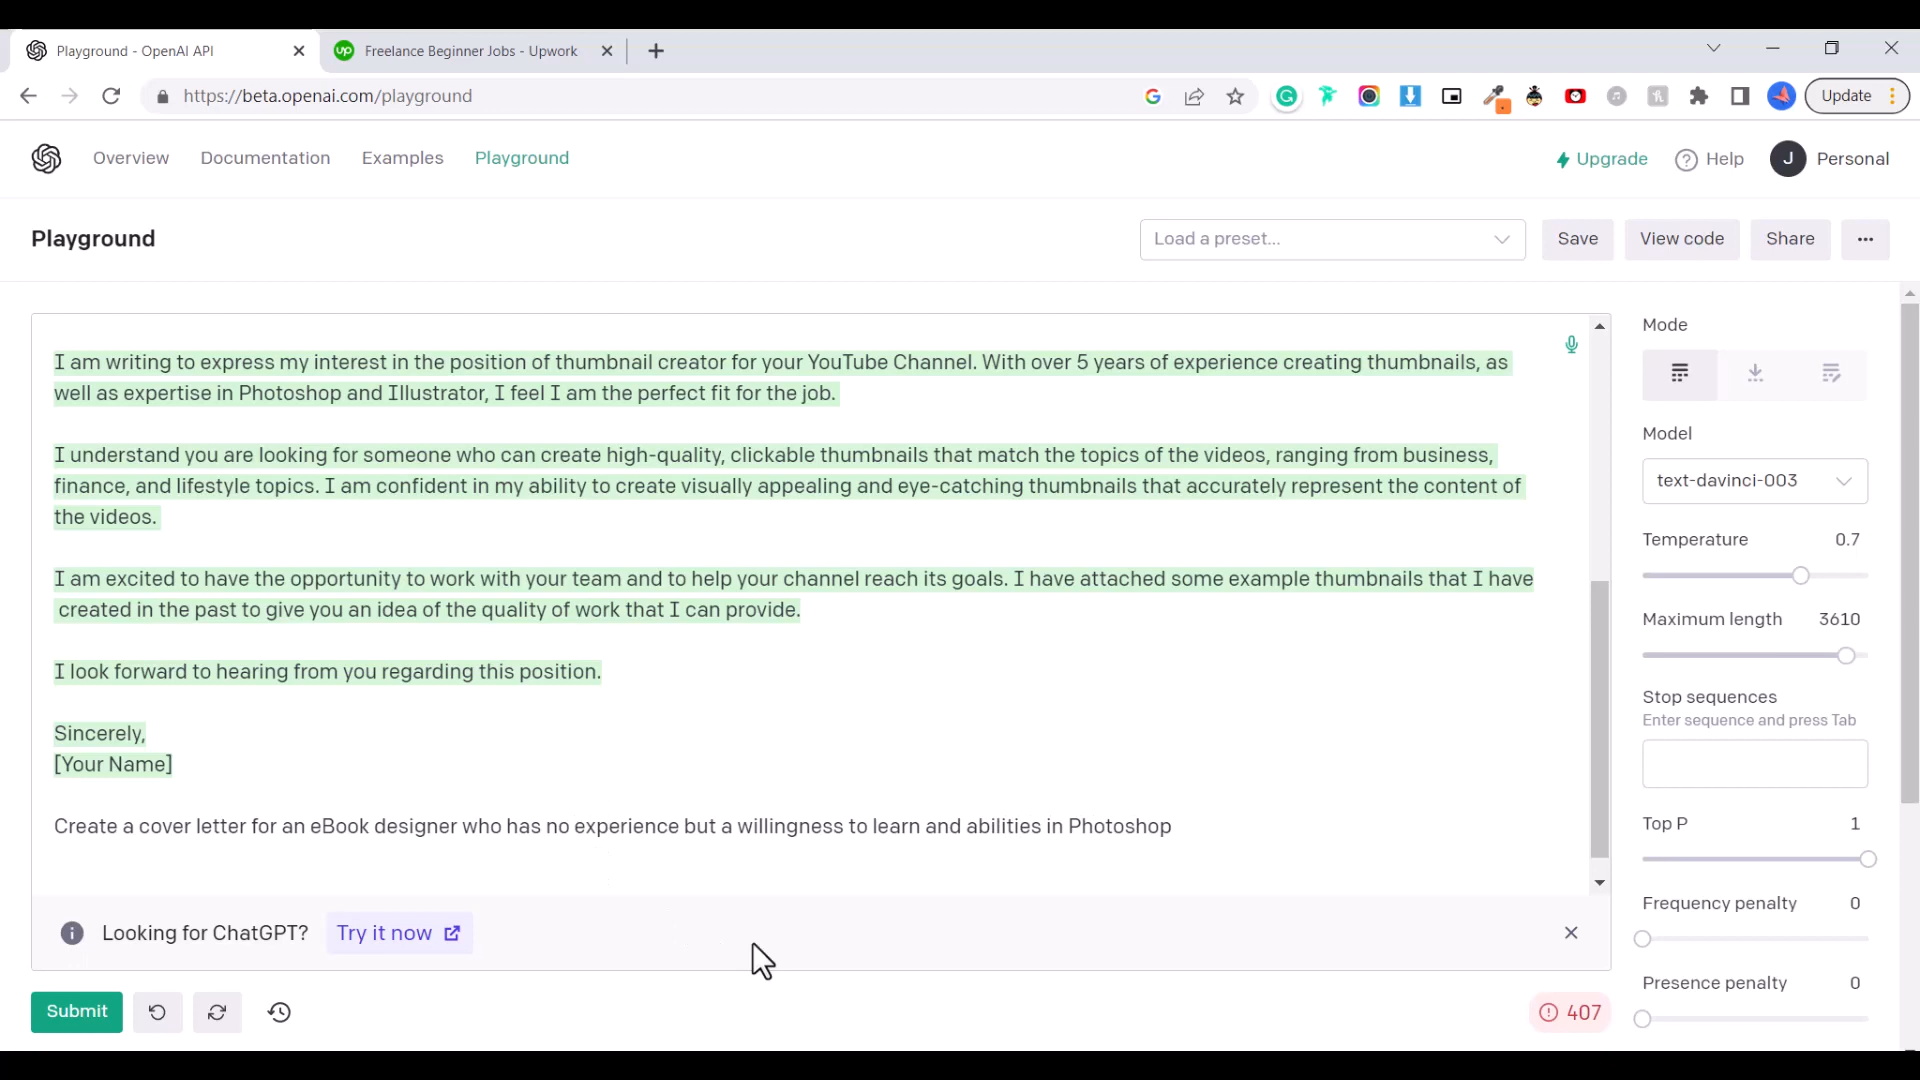 Playground - OpenAI API
Freelance Beginner Jobs - Upwork
https://beta.openai.com/playground
Update
Overview
Documentation
Examples
Playground
Upgrade
Help
J
Personal
Playground
Load a preset...
Save
View code
Share
I am writing to express my interest in the position of thumbnail creator for your YouTube Channel. With over 5 years of experience creating thumbnails, as
well as expertise in Photoshop and Illustrator, I feel I am the perfect fit for the job.
I understand you are looking for someone who can create high-quality, clickable thumbnails that match the topics of the videos, ranging from business,
finance, and lifestyle topics. I am confident in my ability to create visually appealing and eye-catching thumbnails that accurately represent the content of
the videos.
I am excited to have the opportunity to work with your team and to help your channel reach its goals. I have attached some example thumbnails that I have
created in the past to give you an idea of the quality of work that I can provide.
I look forward to hearing from you regarding this position.
Sincerely,
[Your Name]
Create a cover letter for an eBook designer who has no experience but a willingness to learn and abilities in Photoshop
Looking for ChatGPT?
Try it now
Submit
407
Mode
Model
text-davinci-003
Temperature 0.7
Maximum length 3610
Stop sequences
Enter sequence and press Tab
Top P 1
Frequency penalty 0
Presence penalty 0